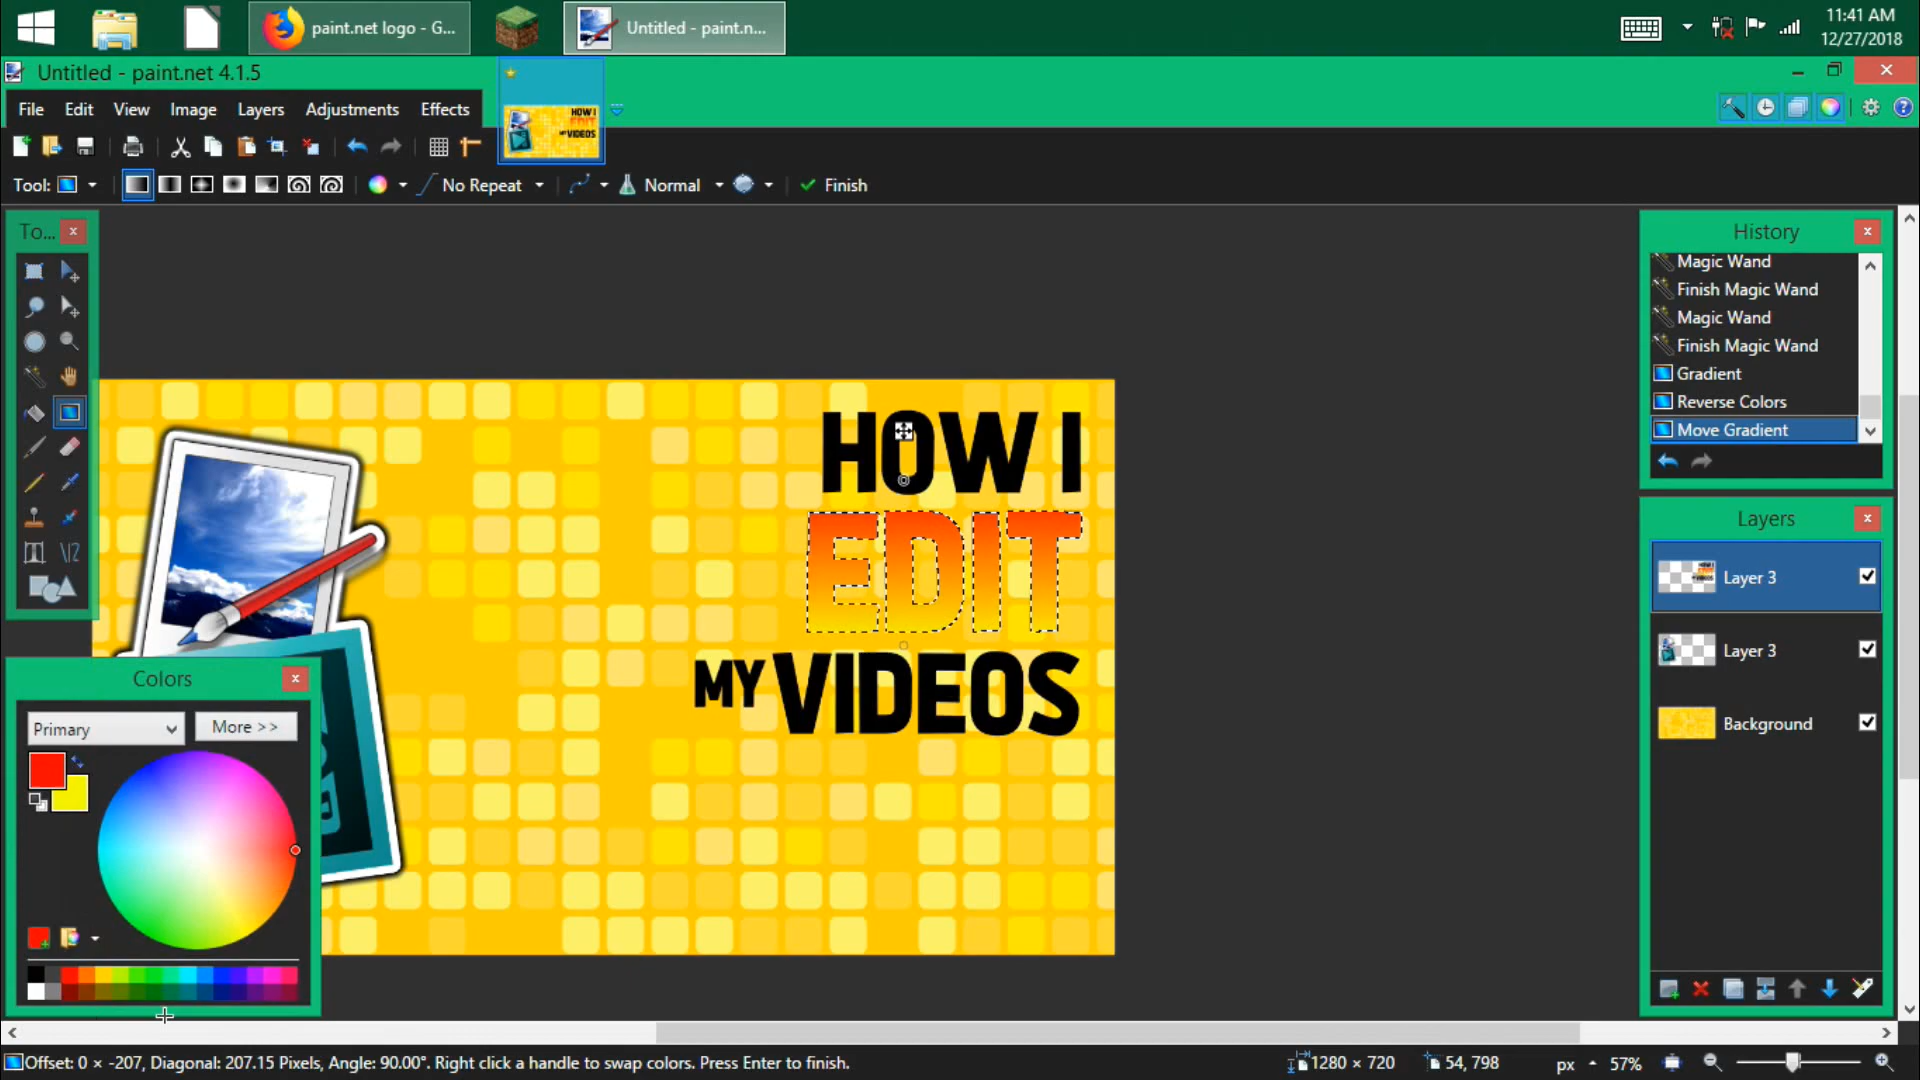 paint.net logo - G...
Untitled - paint.n...
11:41 AM
12/27/2018
Untitled - paint.net 4.1.5
File Edit View Image Layers Adjustments Effects
HOW I
EDIT
MY VIDEOS
Tool: No Repeat Normal Finish
To...
History
Magic Wand
Finish Magic Wand
Magic Wand
Finish Magic Wand
Gradient
Reverse Colors
Move Gradient
HOW I
EDIT
MY VIDEOS
Layers
Layer 3
Layer 3
Background
Colors
Primary
More >>
Offset: 0 × -207, Diagonal: 207.15 Pixels, Angle: 90.00°. Right click a handle to swap colors. Press Enter to finish.
1280 × 720
54, 798
px
57%